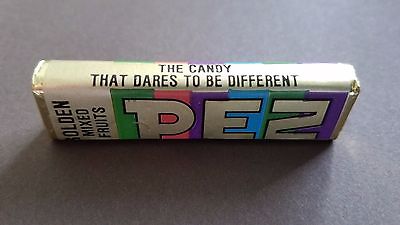 THE CANDY
THAT DARES TO BE DIFFERENT
GOLDEN
MIXED
FRUITS
PEZ